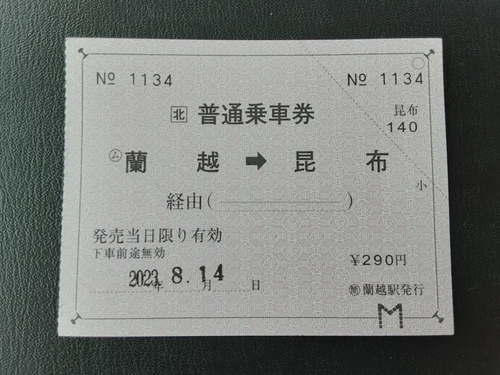 № 1134 № 1134
北 普通乗車券
昆布
140
ム 蘭越 ➡ 昆布
小
経由( )
発売当日限り有効
下車前途無効
¥290円
2023年 8.月14日
無 蘭越駅発行
M